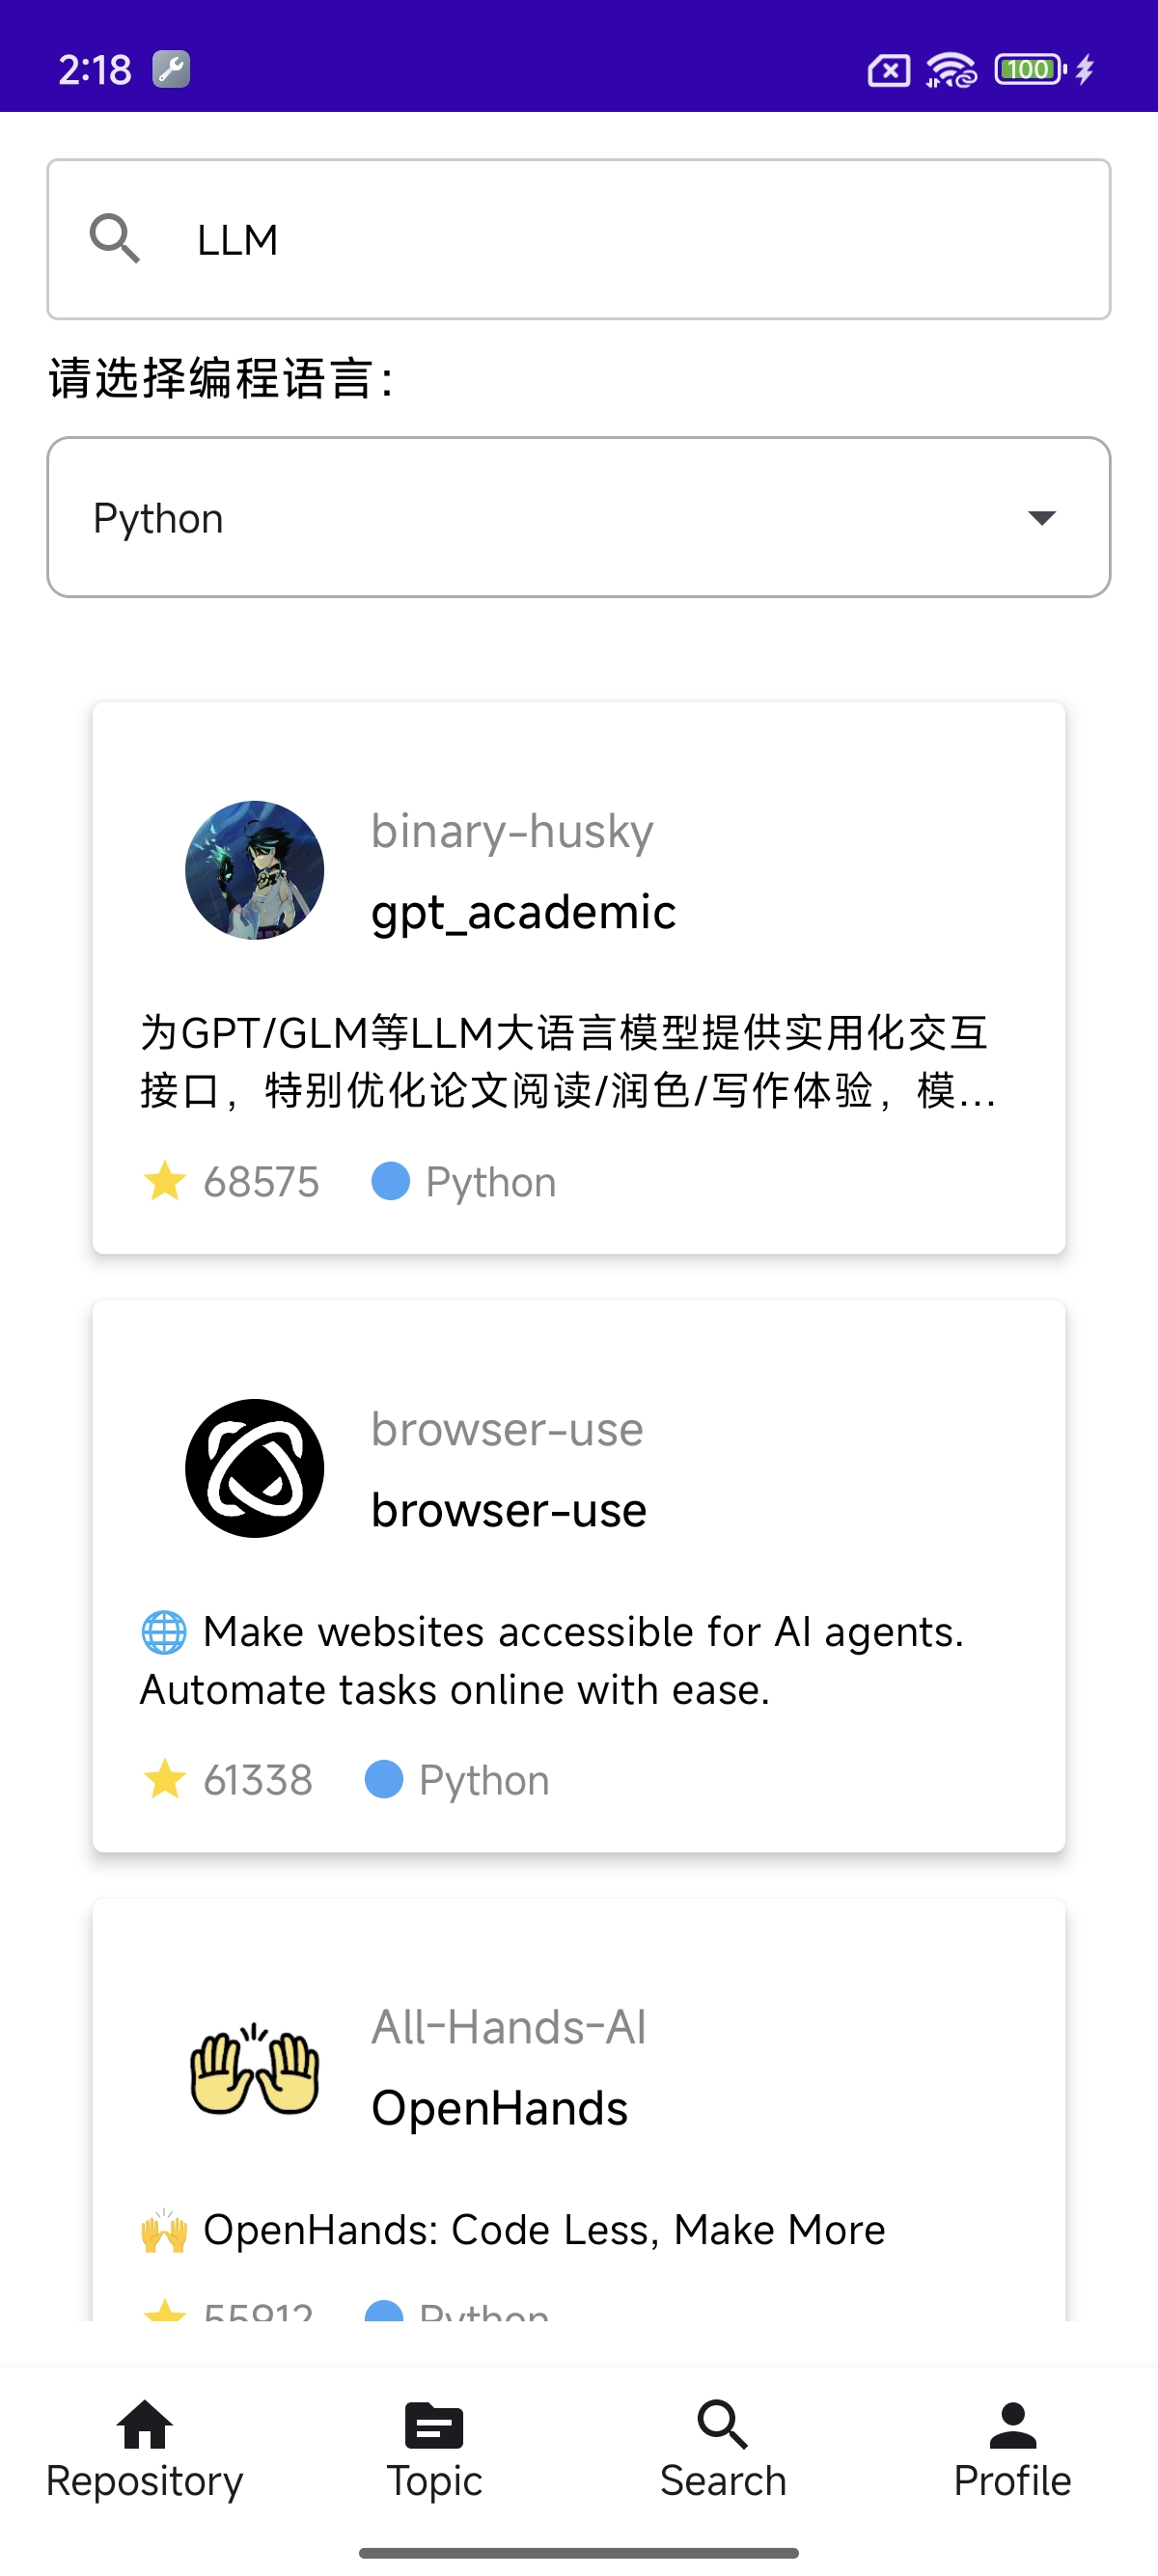 2:18
100
LLM
请选择编程语言：
Python
binary-husky
gpt_academic
为GPT/GLM等LLM大语言模型提供实用化交互
接口，特别优化论文阅读/润色/写作体验，模...
68575 Python
browser-use
browser-use
🌐 Make websites accessible for AI agents.
Automate tasks online with ease.
61338 Python
All-Hands-AI
OpenHands
🙌 OpenHands: Code Less, Make More
55912 Python
Repository Topic Search Profile